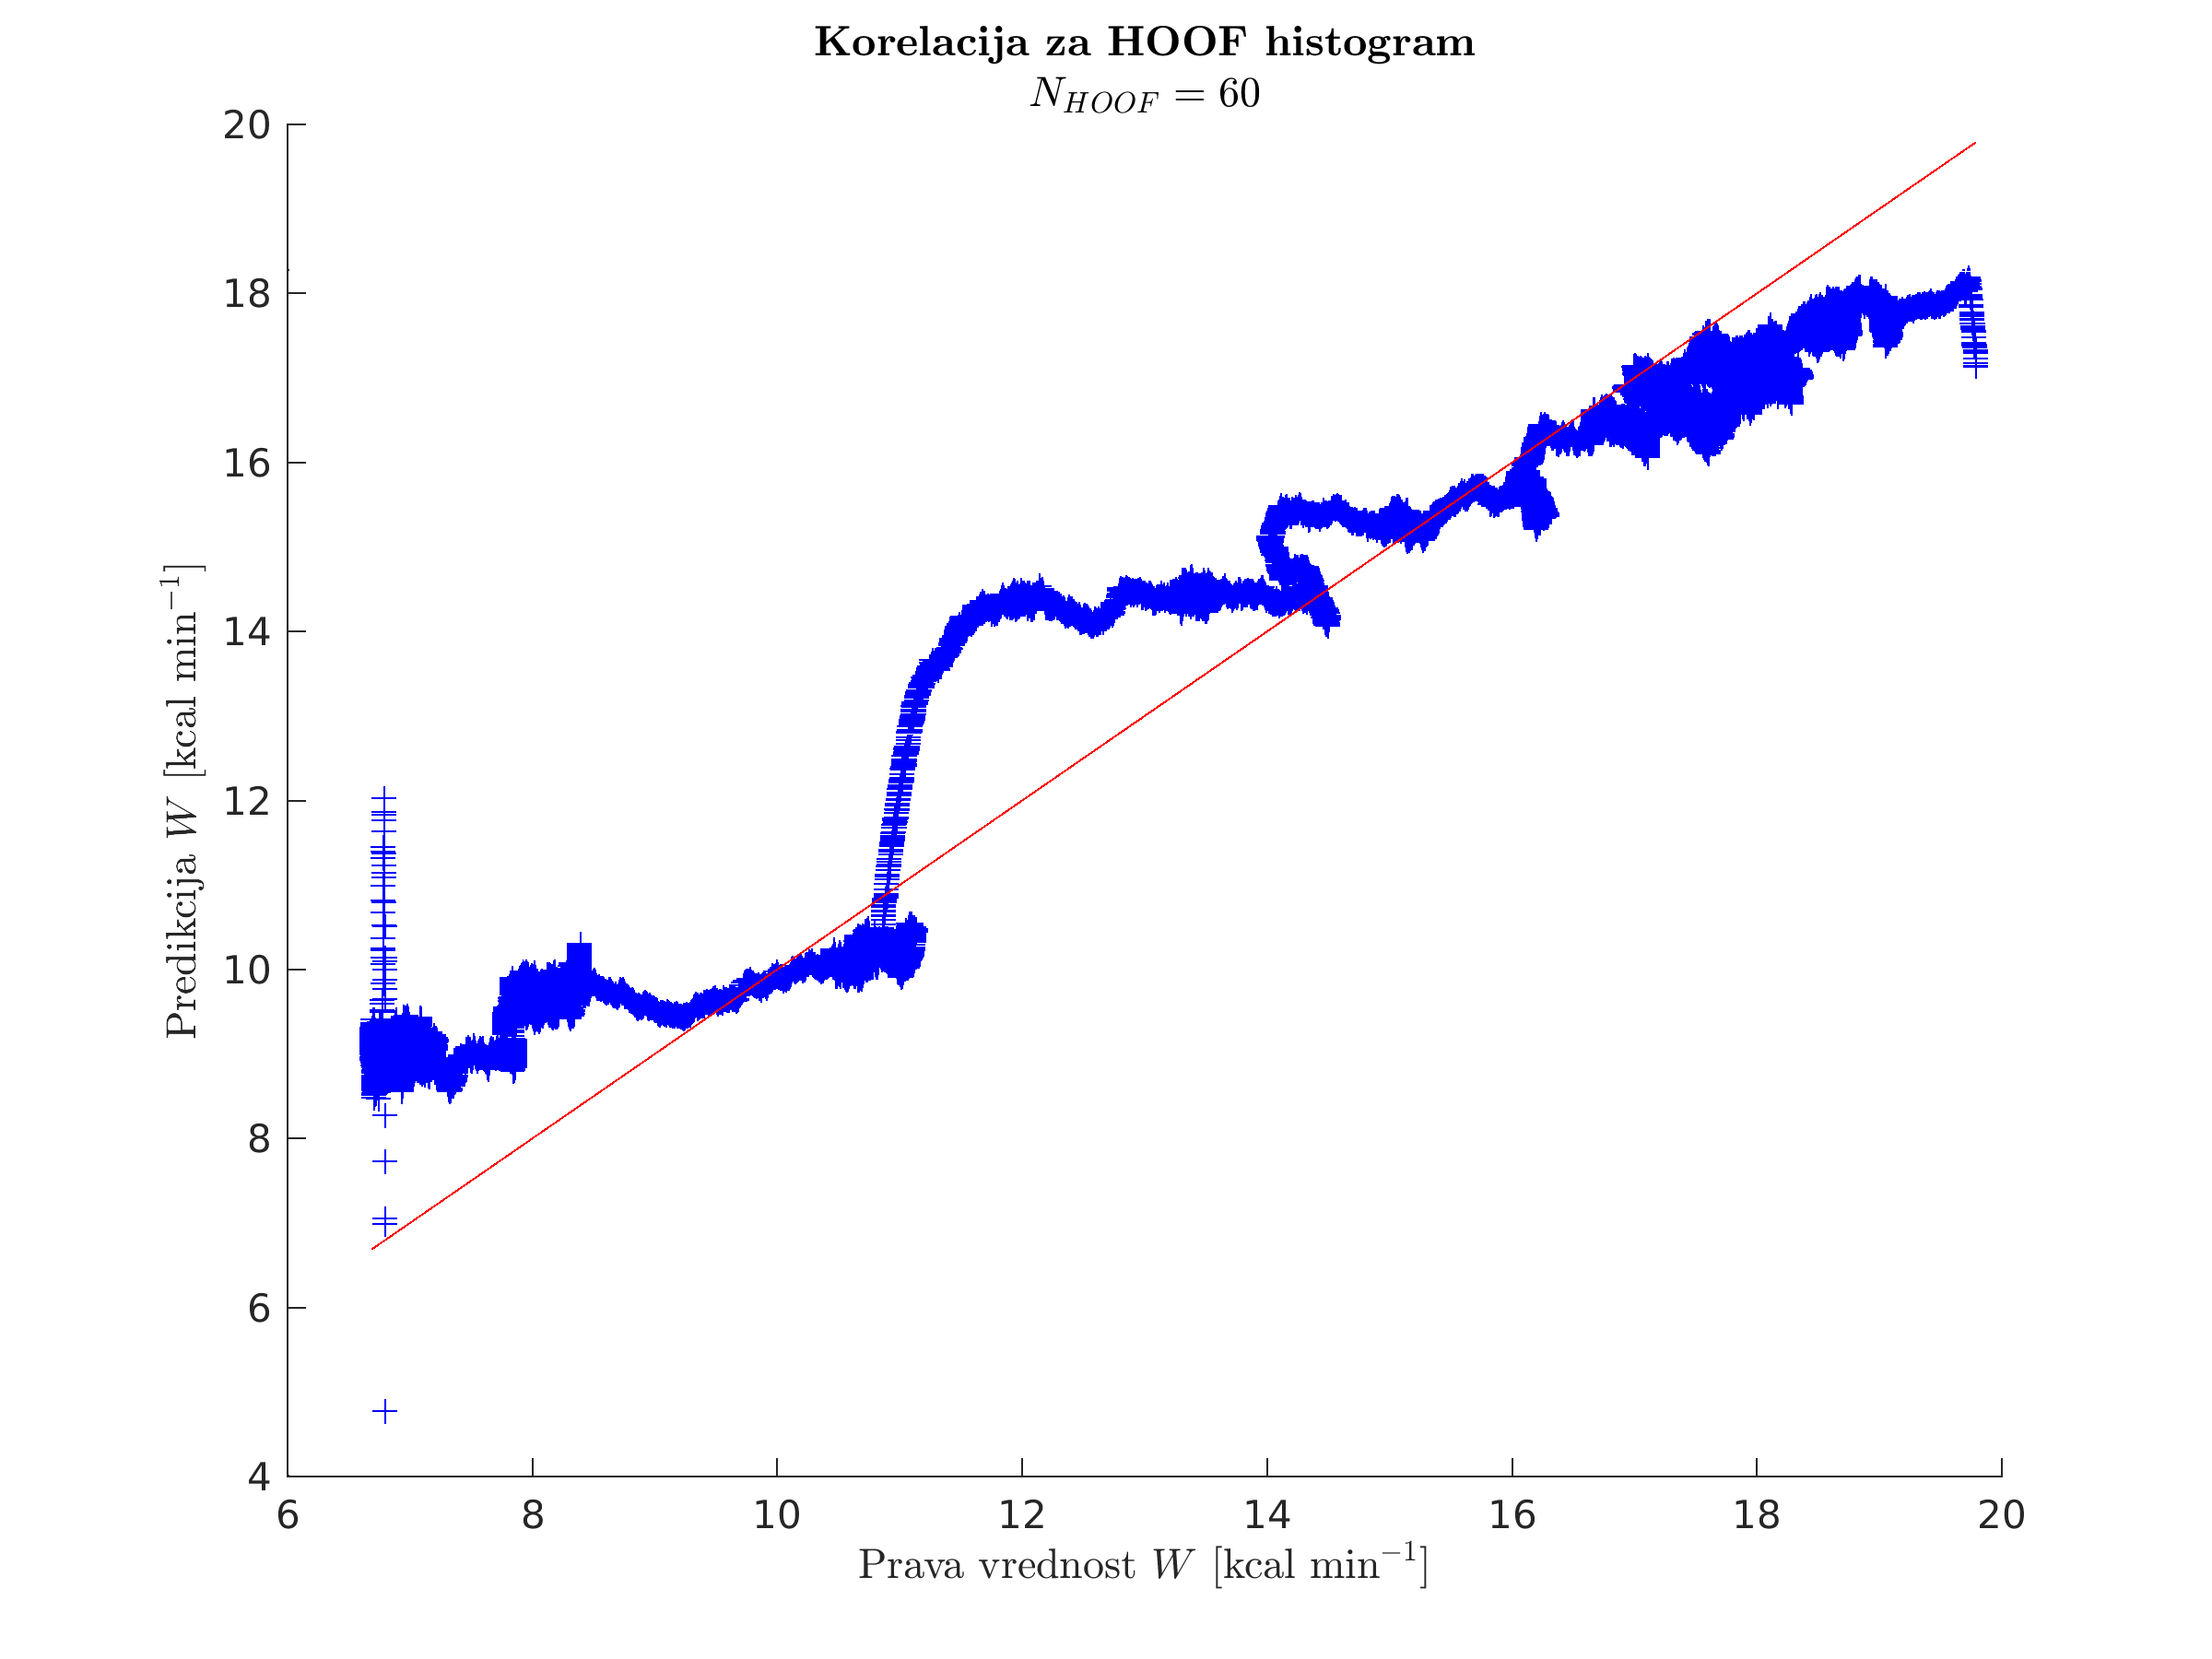 Korelacija za HOOF histogram
N_{HOOF} = 60
20
18
16
14
12
10
8
6
4
Predikcija W [kcal min^{-1}]
6 8 10 12 14 16 18 20
Prava vrednost W [kcal min^{-1}]